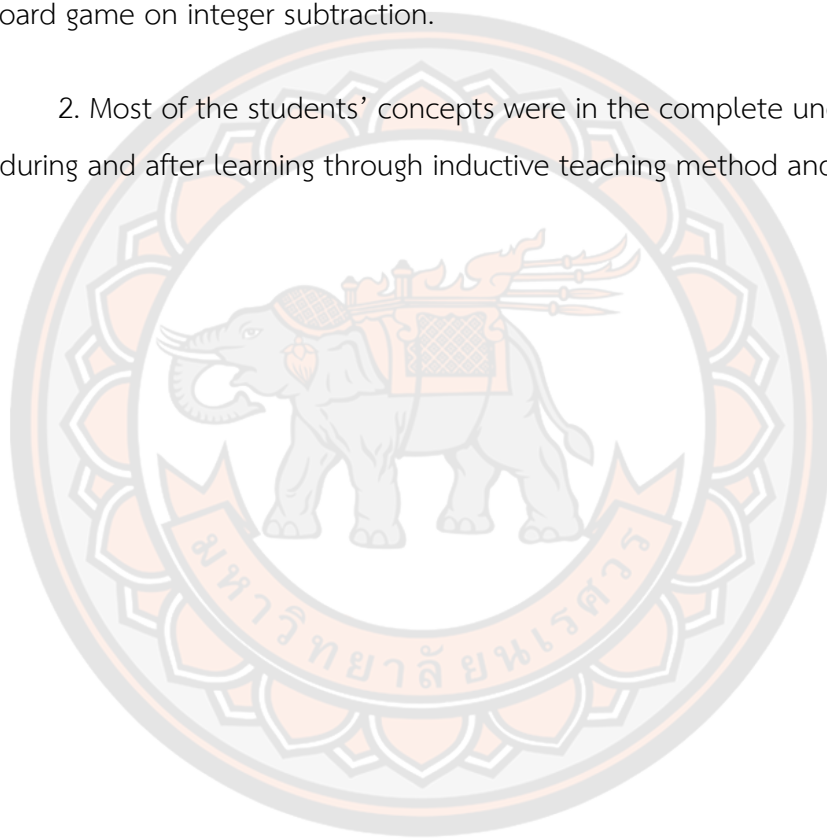 oard game on integer subtraction.
2. Most of the students’ concepts were in the complete un
during and after learning through inductive teaching method and
มหาวิทยาลัยนเรศวร